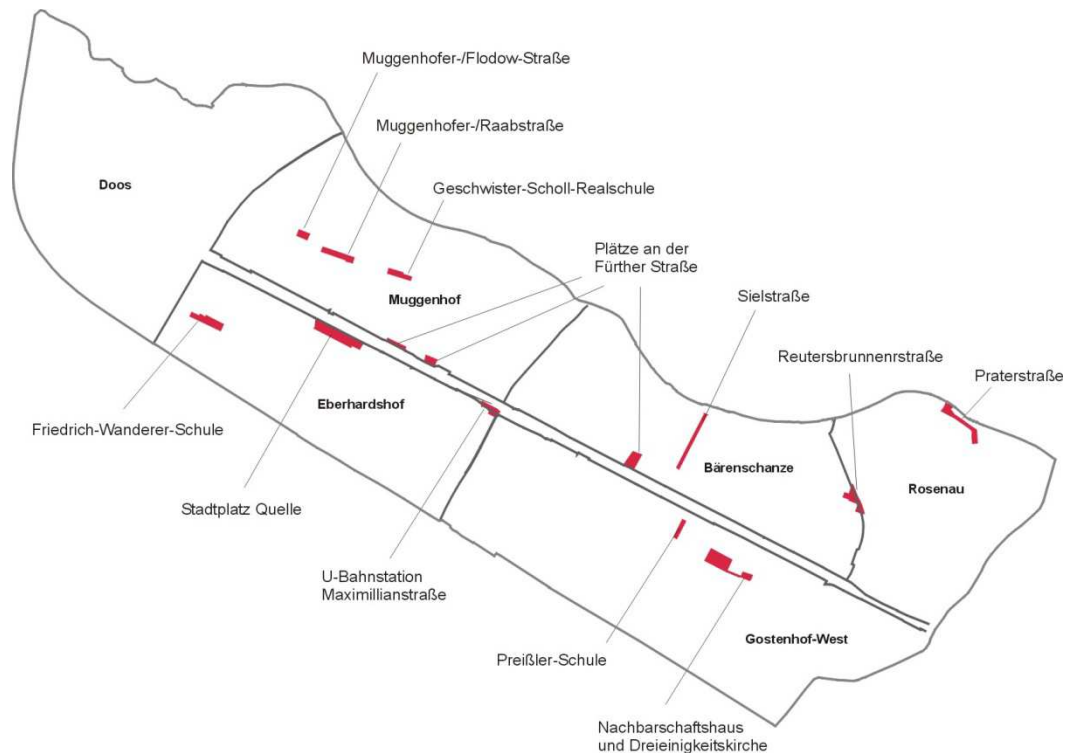 Muggenhofer-/Flodow-Straße
Muggenhofer-/Raabstraße
Doos
Geschwister-Scholl-Realschule
Plätze an der
Fürther Straße
Muggenhof
Sielstraße
Reutersbrunnenrstraße
Praterstraße
Eberhardshof
Friedrich-Wanderer-Schule
Bärenschanze
Rosenau
Stadtplatz Quelle
U-Bahnstation
Maximillianstraße
Gostenhof-West
Preißler-Schule
Nachbarschaftshaus
und Dreieinigkeitskirche